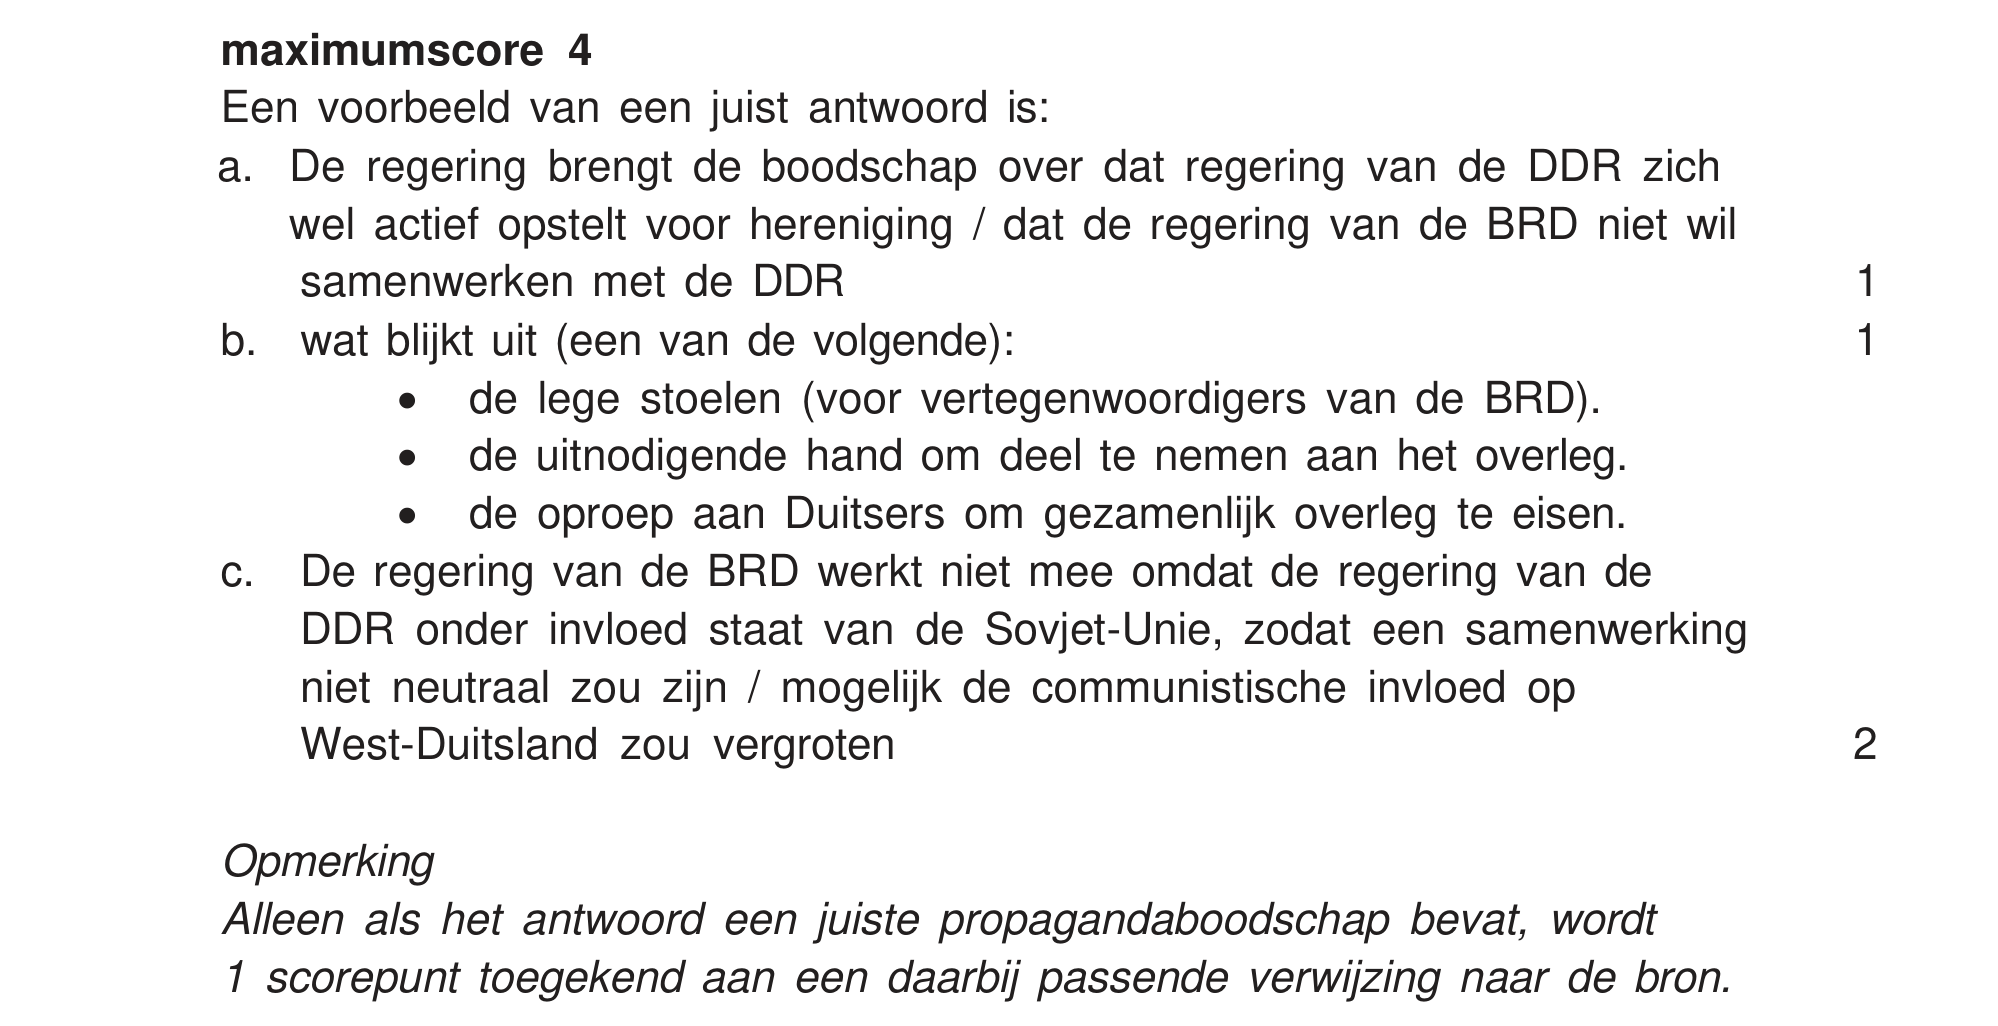 maximumscore 4
Een voorbeeld van een juist antwoord is:
a. De regering brengt de boodschap over dat regering van de DDR zich
wel actief opstelt voor hereniging / dat de regering van de BRD niet wil
samenwerken met de DDR 1
b. wat blijkt uit (een van de volgende): 1
• de lege stoelen (voor vertegenwoordigers van de BRD).
• de uitnodigende hand om deel te nemen aan het overleg.
• de oproep aan Duitsers om gezamenlijk overleg te eisen.
c. De regering van de BRD werkt niet mee omdat de regering van de
DDR onder invloed staat van de Sovjet-Unie, zodat een samenwerking
niet neutraal zou zijn / mogelijk de communistische invloed op
West-Duitsland zou vergroten 2
Opmerking
Alleen als het antwoord een juiste propagandaboodschap bevat, wordt
1 scorepunt toegekend aan een daarbij passende verwijzing naar de bron.